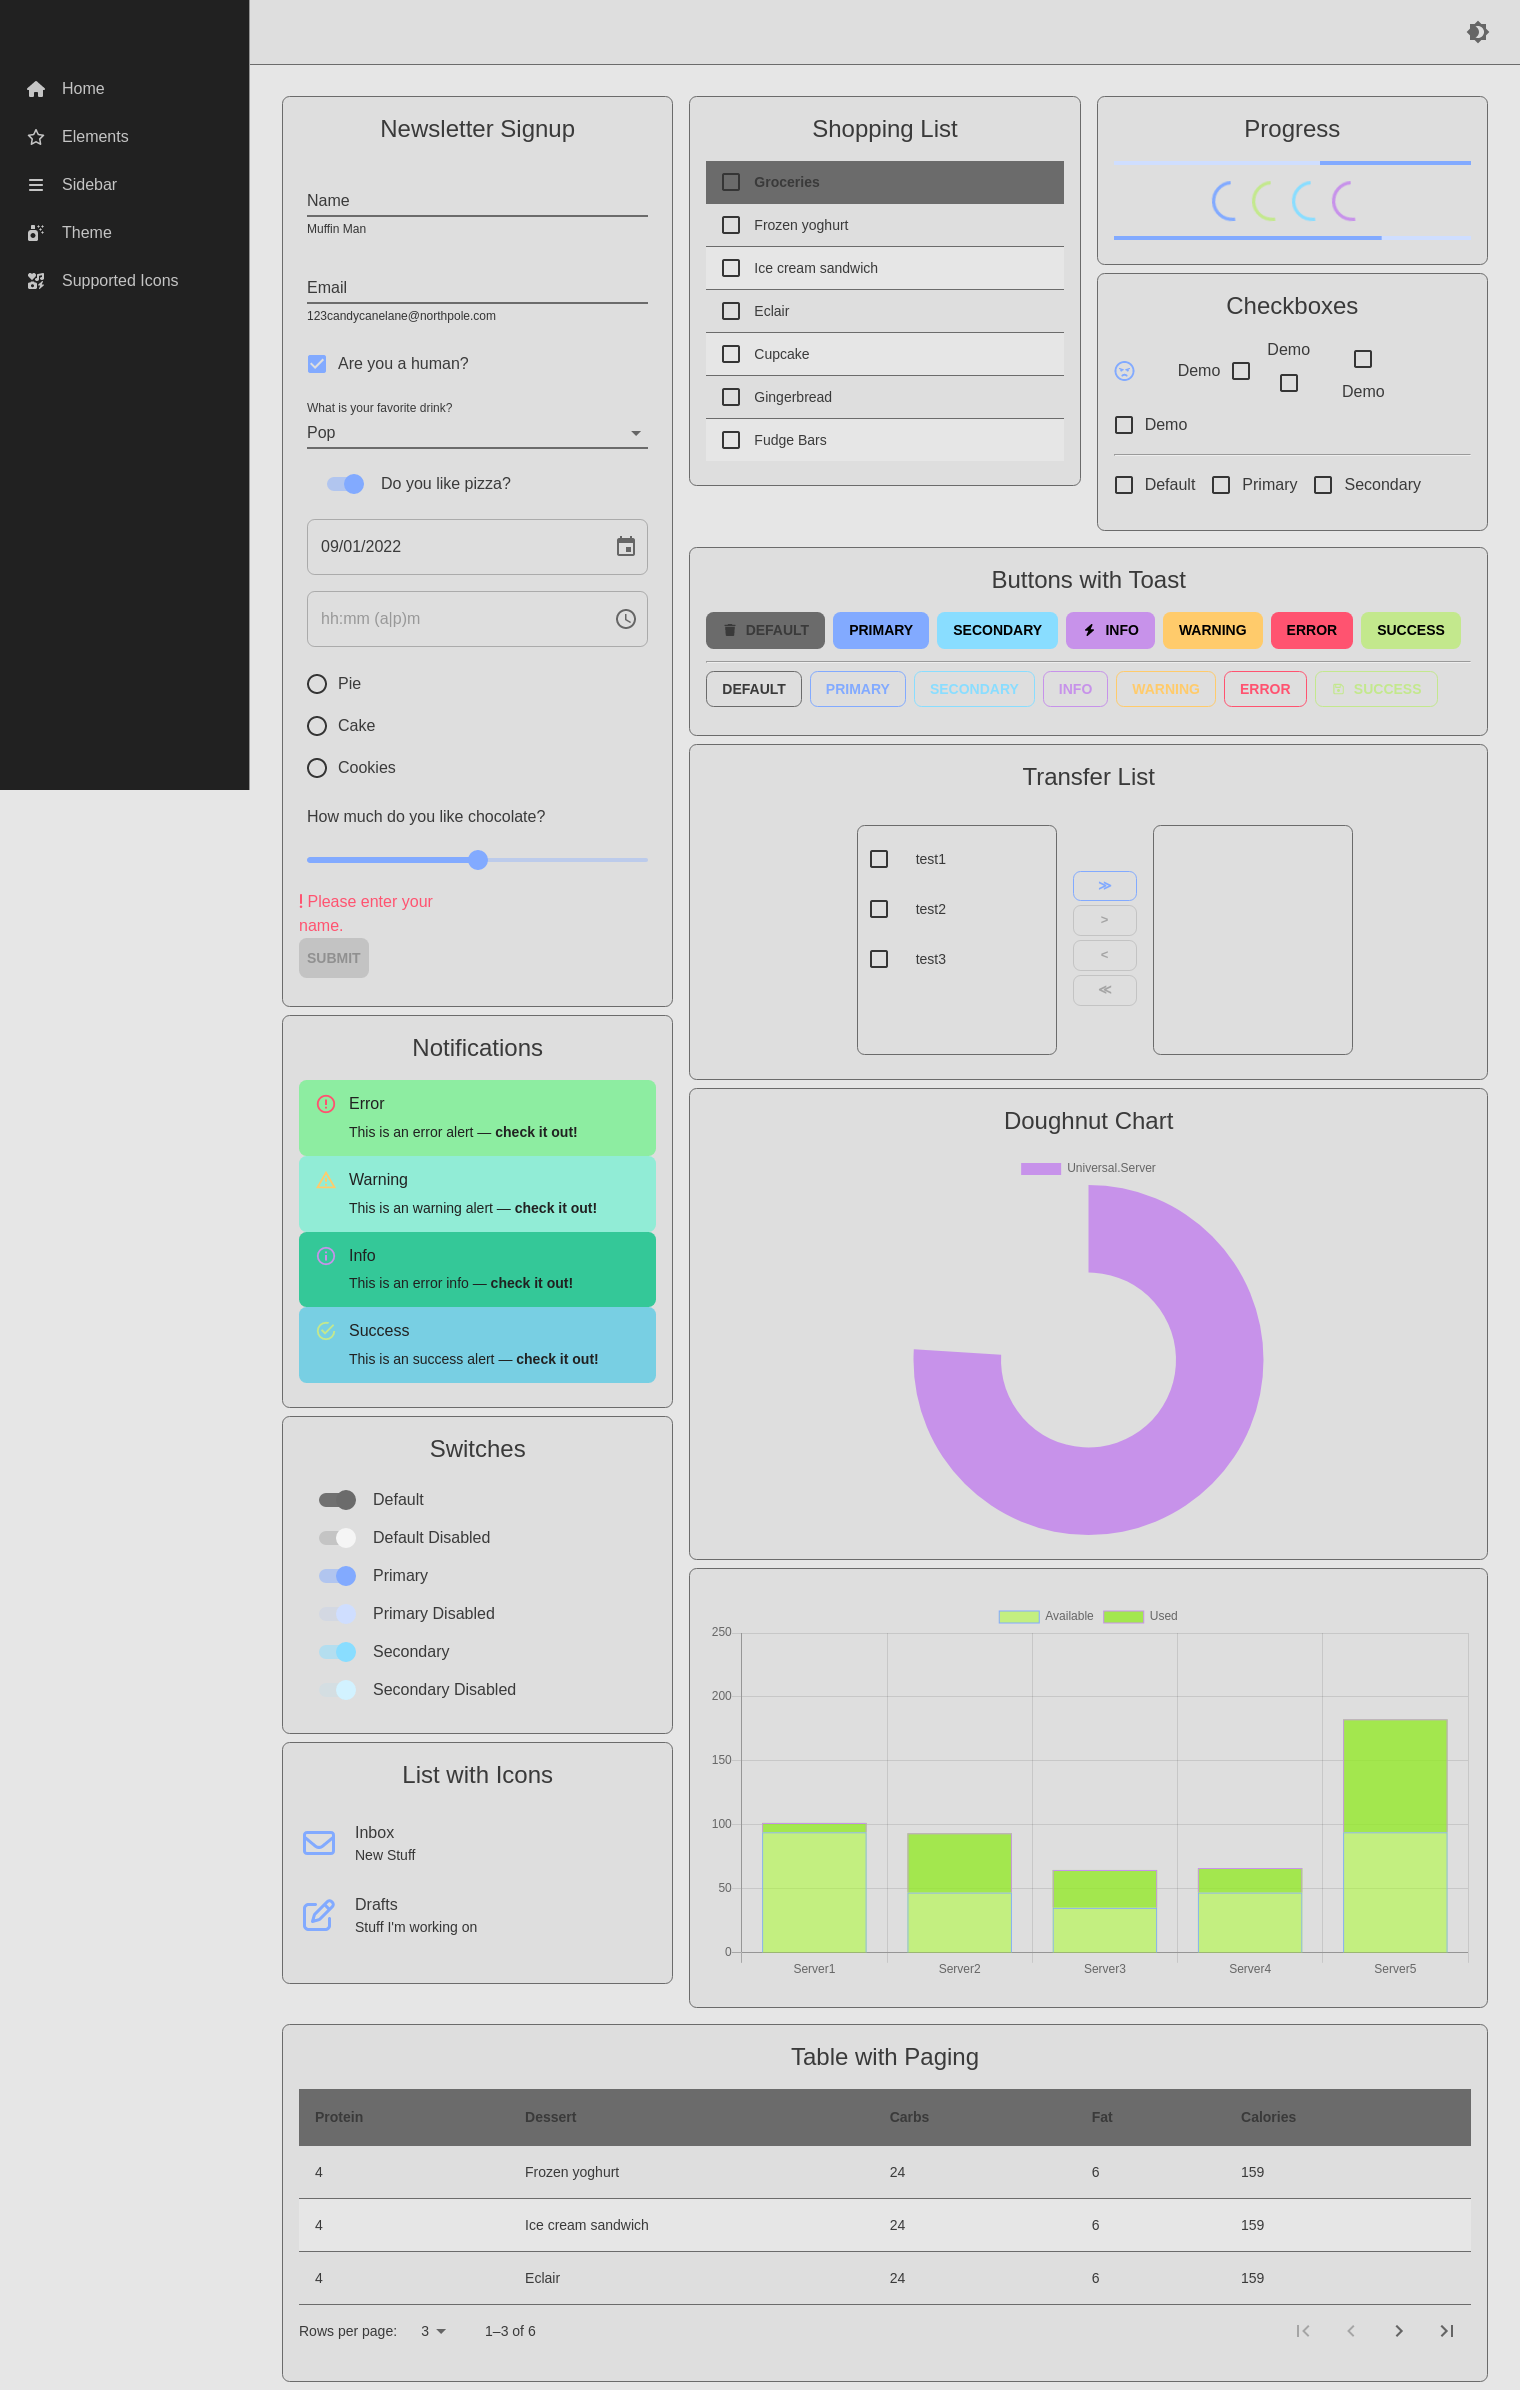 Home
Elements
Sidebar
Theme
Supported Icons
Newsletter Signup
Name
Muffin Man
Email
123candycanelane@northpole.com
Are you a human?
What is your favorite drink?
Pop
Do you like pizza?
09/01/2022
hh:mm (a|p)m
Pie
Cake
Cookies
How much do you like chocolate?
! Please enter your
name.
SUBMIT
Notifications
Error
This is an error alert — check it out!
Warning
This is an warning alert — check it out!
Info
This is an error info — check it out!
Success
This is an success alert — check it out!
Switches
Default
Default Disabled
Primary
Primary Disabled
Secondary
Secondary Disabled
List with Icons
Inbox
New Stuff
Drafts
Stuff I'm working on
Shopping List
Groceries
Frozen yoghurt
Ice cream sandwich
Eclair
Cupcake
Gingerbread
Fudge Bars
Progress
Checkboxes
Demo
Demo
Demo
Demo
Default Primary Secondary
Buttons with Toast
DEFAULT PRIMARY SECONDARY INFO WARNING ERROR SUCCESS
DEFAULT PRIMARY SECONDARY INFO WARNING ERROR SUCCESS
Transfer List
test1
test2
test3
≫
>
<
≪
Doughnut Chart
Universal.Server
Available Used
250
200
150
100
50
0
Server1 Server2 Server3 Server4 Server5
Table with Paging
Protein Dessert Carbs Fat Calories
4 Frozen yoghurt 24 6 159
4 Ice cream sandwich 24 6 159
4 Eclair 24 6 159
Rows per page: 3 1–3 of 6